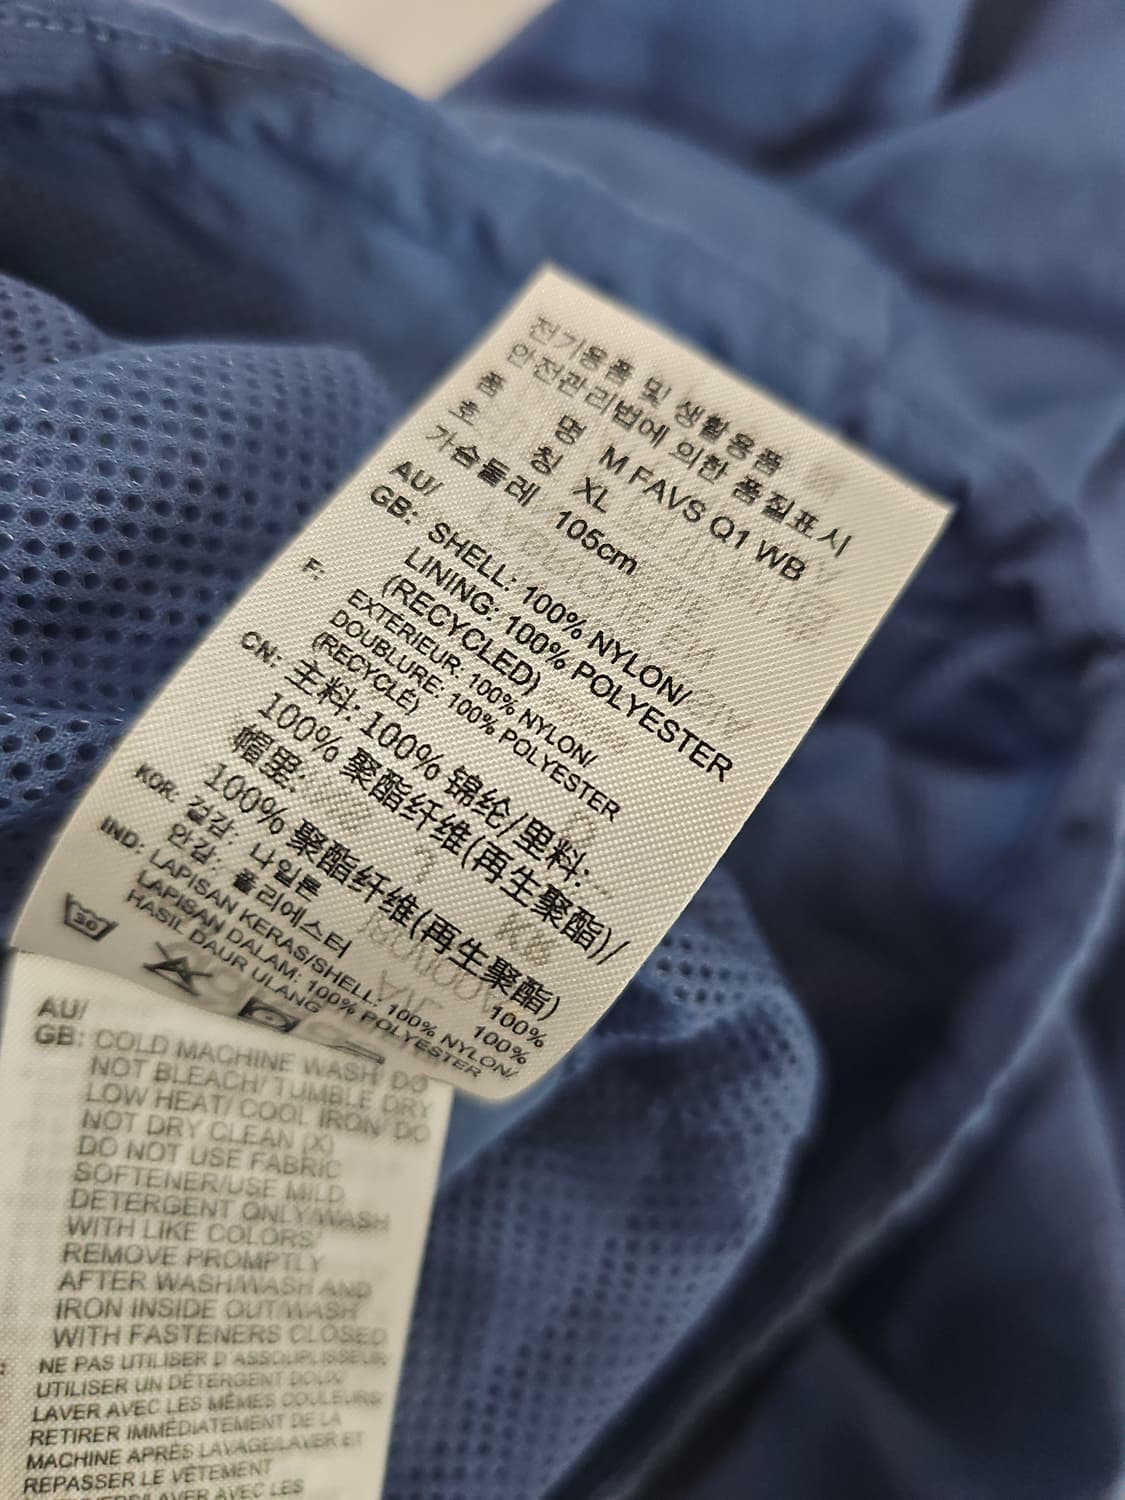 전기용품 및 생활용품
안전관리법에 의한 품질표시
품 명 M FAVS Q1 WB
호 칭 XL
가슴둘레 105cm
AU/
GB: SHELL: 100% NYLON/
LINING: 100% POLYESTER
(RECYCLED)
F: EXTÉRIEUR: 100% NYLON/
DOUBLURE: 100% POLYESTER
(RECYCLÉ)
CN: 主料: 100% 锦纶/里料:
100% 聚酯纤维(再生聚酯)/
帽里:
100% 聚酯纤维(再生聚酯)
KOR: 겉감: 나일론 100%
안감: 폴리에스터 100%
IND: LAPISAN KERAS/SHELL: 100% NYLON/
LAPISAN DALAM: 100% POLYESTER
HASIL DAUR ULANG
30
AU/
GB: COLD MACHINE WASH/ DO
NOT BLEACH/ TUMBLE DRY
LOW HEAT/ COOL IRON/ DO
NOT DRY CLEAN (X)
DO NOT USE FABRIC
SOFTENER/USE MILD
DETERGENT ONLY/WASH
WITH LIKE COLORS/
REMOVE PROMPTLY
AFTER WASH/WASH AND
IRON INSIDE OUT/WASH
WITH FASTENERS CLOSED
NE PAS UTILISER D'ASSOUPLISSEUR/
UTILISER UN DÉTERGENT DOUX/
LAVER AVEC LES MÊMES COULEURS/
RETIRER IMMÉDIATEMENT DE LA
MACHINE APRÈS LAVAGE/LAVER ET
REPASSER LE VÊTEMENT
AVEC LES